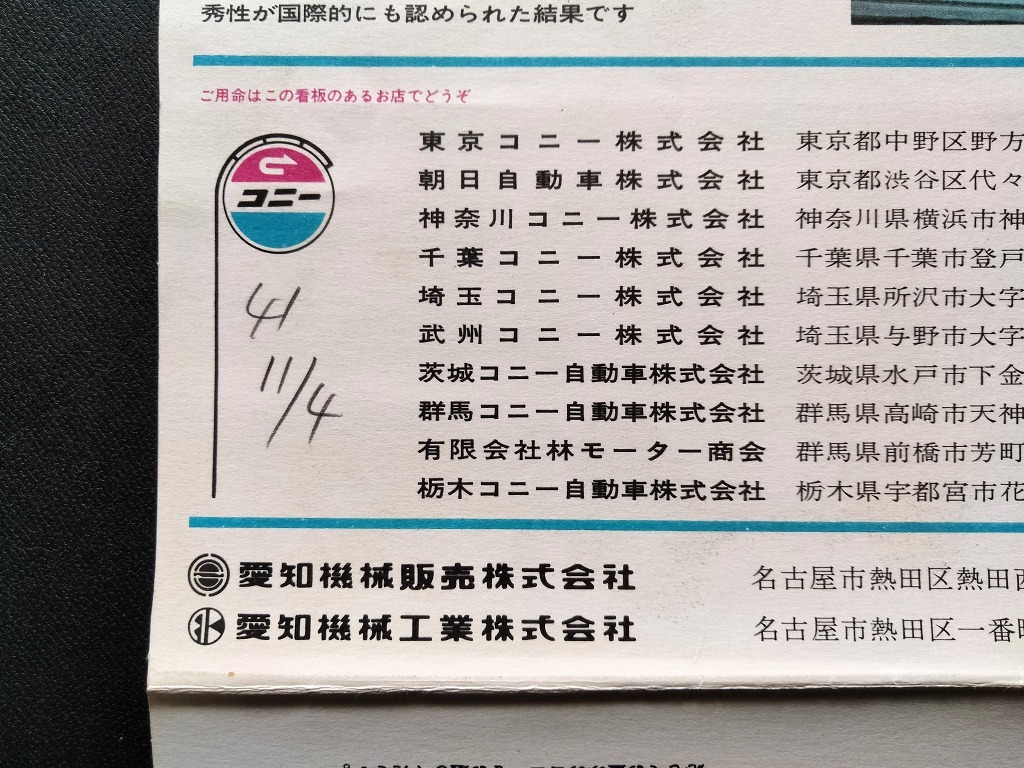 秀性が国際的にも認められた結果です
ご用命はこの看板のあるお店でどうぞ
コニー
41
11/4
東京コニー株式会社 東京都中野区野方
朝日自動車株式会社 東京都渋谷区代々
神奈川コニー株式会社 神奈川県横浜市神
千葉コニー株式会社 千葉県千葉市登戸
埼玉コニー株式会社 埼玉県所沢市大字
武州コニー株式会社 埼玉県与野市大字
茨城コニー自動車株式会社 茨城県水戸市下金
群馬コニー自動車株式会社 群馬県高崎市天神
有限会社林モーター商会 群馬県前橋市芳町
栃木コニー自動車株式会社 栃木県宇都宮市花
愛知機械販売株式会社 名古屋市熱田区熱田西
愛知機械工業株式会社 名古屋市熱田区一番町